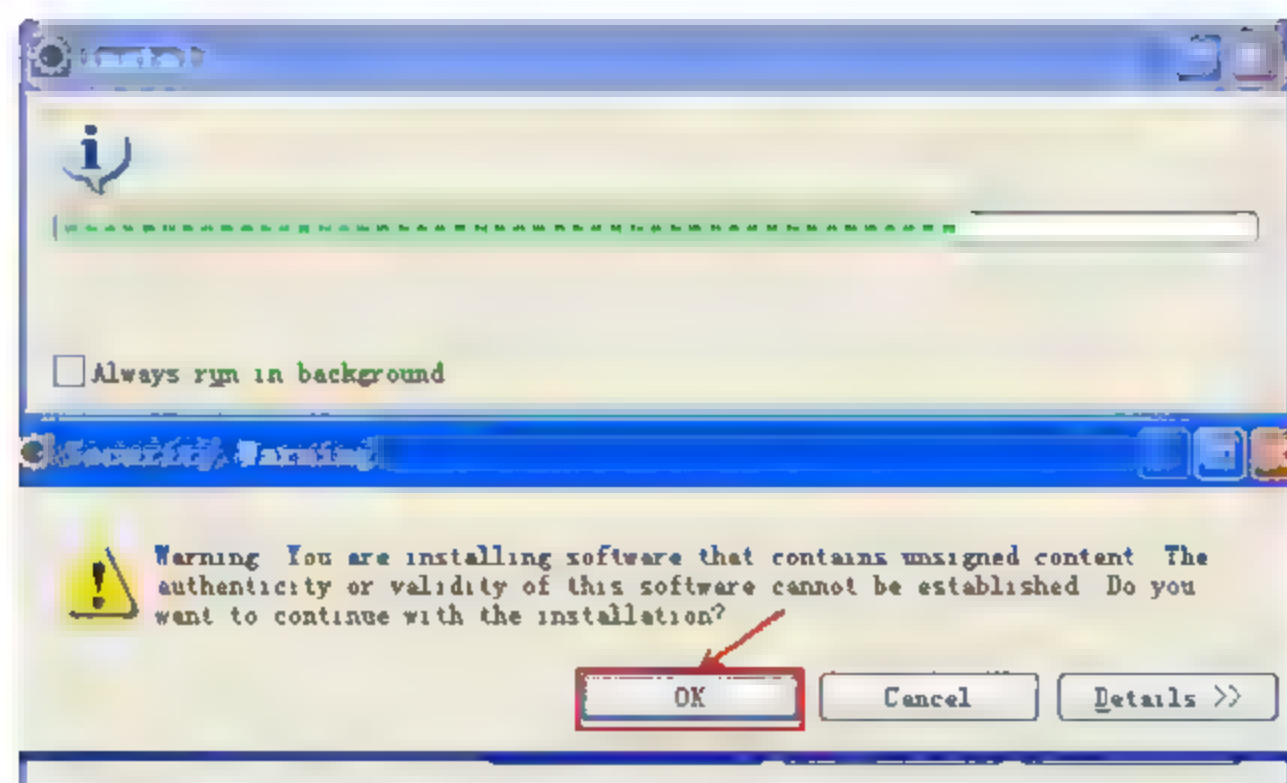 Always run in background
Security Warning
Warning You are installing software that contains unsigned content The
authenticity or validity of this software cannot be established Do you
want to continue with the installation?
OK
Cancel
Details >>